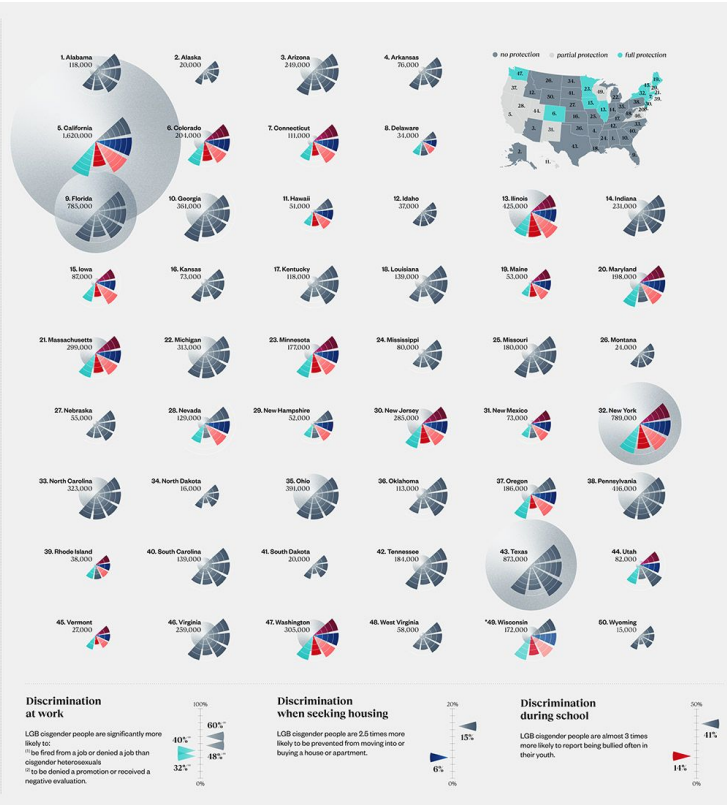 1. Alabama
118,000
2. Alaska
20,000
3. Arizona
249,000
4. Arkansas
76,000
no protection partial protection full protection
5. California
1,620,000
6. Colorado
204,000
7. Connecticut
111,000
8. Delaware
34,000
9. Florida
785,000
10. Georgia
361,000
11. Hawaii
51,000
12. Idaho
37,000
13. Ilinois
425,000
14. Indiana
231,000
15. Iowa
87,000
16. Kansas
73,000
17. Kentucky
118,000
18. Louisiana
139,000
19. Maine
53,000
20. Maryland
198,000
21. Massachusetts
299,000
22. Michigan
313,000
23. Minnesota
177,000
24. Mississippi
80,000
25. Missouri
180,000
26. Montana
24,000
27. Nebraska
55,000
28. Nevada
129,000
29. New Hampshire
52,000
30. New Jersey
285,000
31. New Mexico
73,000
32. New York
789,000
33. North Carolina
323,000
34. North Dakota
16,000
35. Ohio
391,000
36. Oklahoma
113,000
37. Oregon
186,000
38. Pennsylvania
416,000
39. Rhode Island
38,000
40. South Carolina
139,000
41. South Dakota
20,000
42. Tennessee
184,000
43. Texas
873,000
44. Utah
82,000
45. Vermont
27,000
46. Virginia
259,000
47. Washington
305,000
48. West Virginia
58,000
*49. Wisconsin
172,000
50. Wyoming
15,000
Discrimination
at work
LGB cisgender people are significantly more
likely to:
(1) be fired from a job or denied a job than
cisgender heterosexuals
(2) to be denied a promotion or received a
negative evaluation.
100%
60%
40%
48%
32%
0%
Discrimination
when seeking housing
LGB cisgender people are 2.5 times more
likely to be prevented from moving into or
buying a house or apartment.
20%
15%
6%
0%
Discrimination
during school
LGB cisgender people are almost 3 times
more likely to report being bullied often in
their youth.
50%
41%
14%
0%